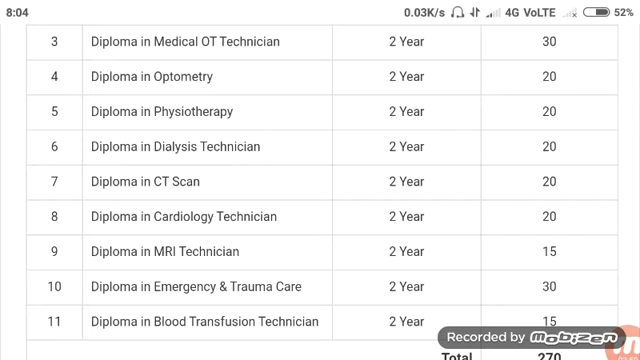 8:04 0.03K/s 4G VoLTE 52%
3 Diploma in Medical OT Technician 2 Year 30
4 Diploma in Optometry 2 Year 20
5 Diploma in Physiotherapy 2 Year 20
6 Diploma in Dialysis Technician 2 Year 20
7 Diploma in CT Scan 2 Year 20
8 Diploma in Cardiology Technician 2 Year 20
9 Diploma in MRI Technician 2 Year 15
10 Diploma in Emergency & Trauma Care 2 Year 30
11 Diploma in Blood Transfusion Technician 2 Year 15
Recorded by Mobizen
Total 270